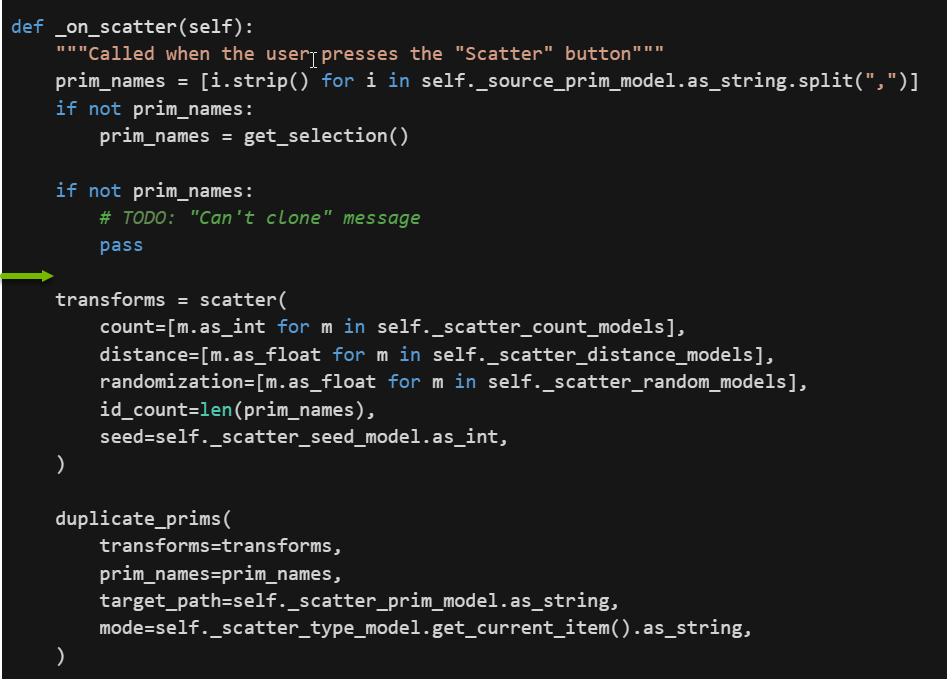 def _on_scatter(self):
    """Called when the user presses the "Scatter" button"""
    prim_names = [i.strip() for i in self._source_prim_model.as_string.split(",")]
    if not prim_names:
        prim_names = get_selection()

    if not prim_names:
        # TODO: "Can't clone" message
        pass

    transforms = scatter(
        count=[m.as_int for m in self._scatter_count_models],
        distance=[m.as_float for m in self._scatter_distance_models],
        randomization=[m.as_float for m in self._scatter_random_models],
        id_count=len(prim_names),
        seed=self._scatter_seed_model.as_int,
    )

    duplicate_prims(
        transforms=transforms,
        prim_names=prim_names,
        target_path=self._scatter_prim_model.as_string,
        mode=self._scatter_type_model.get_current_item().as_string,
    )